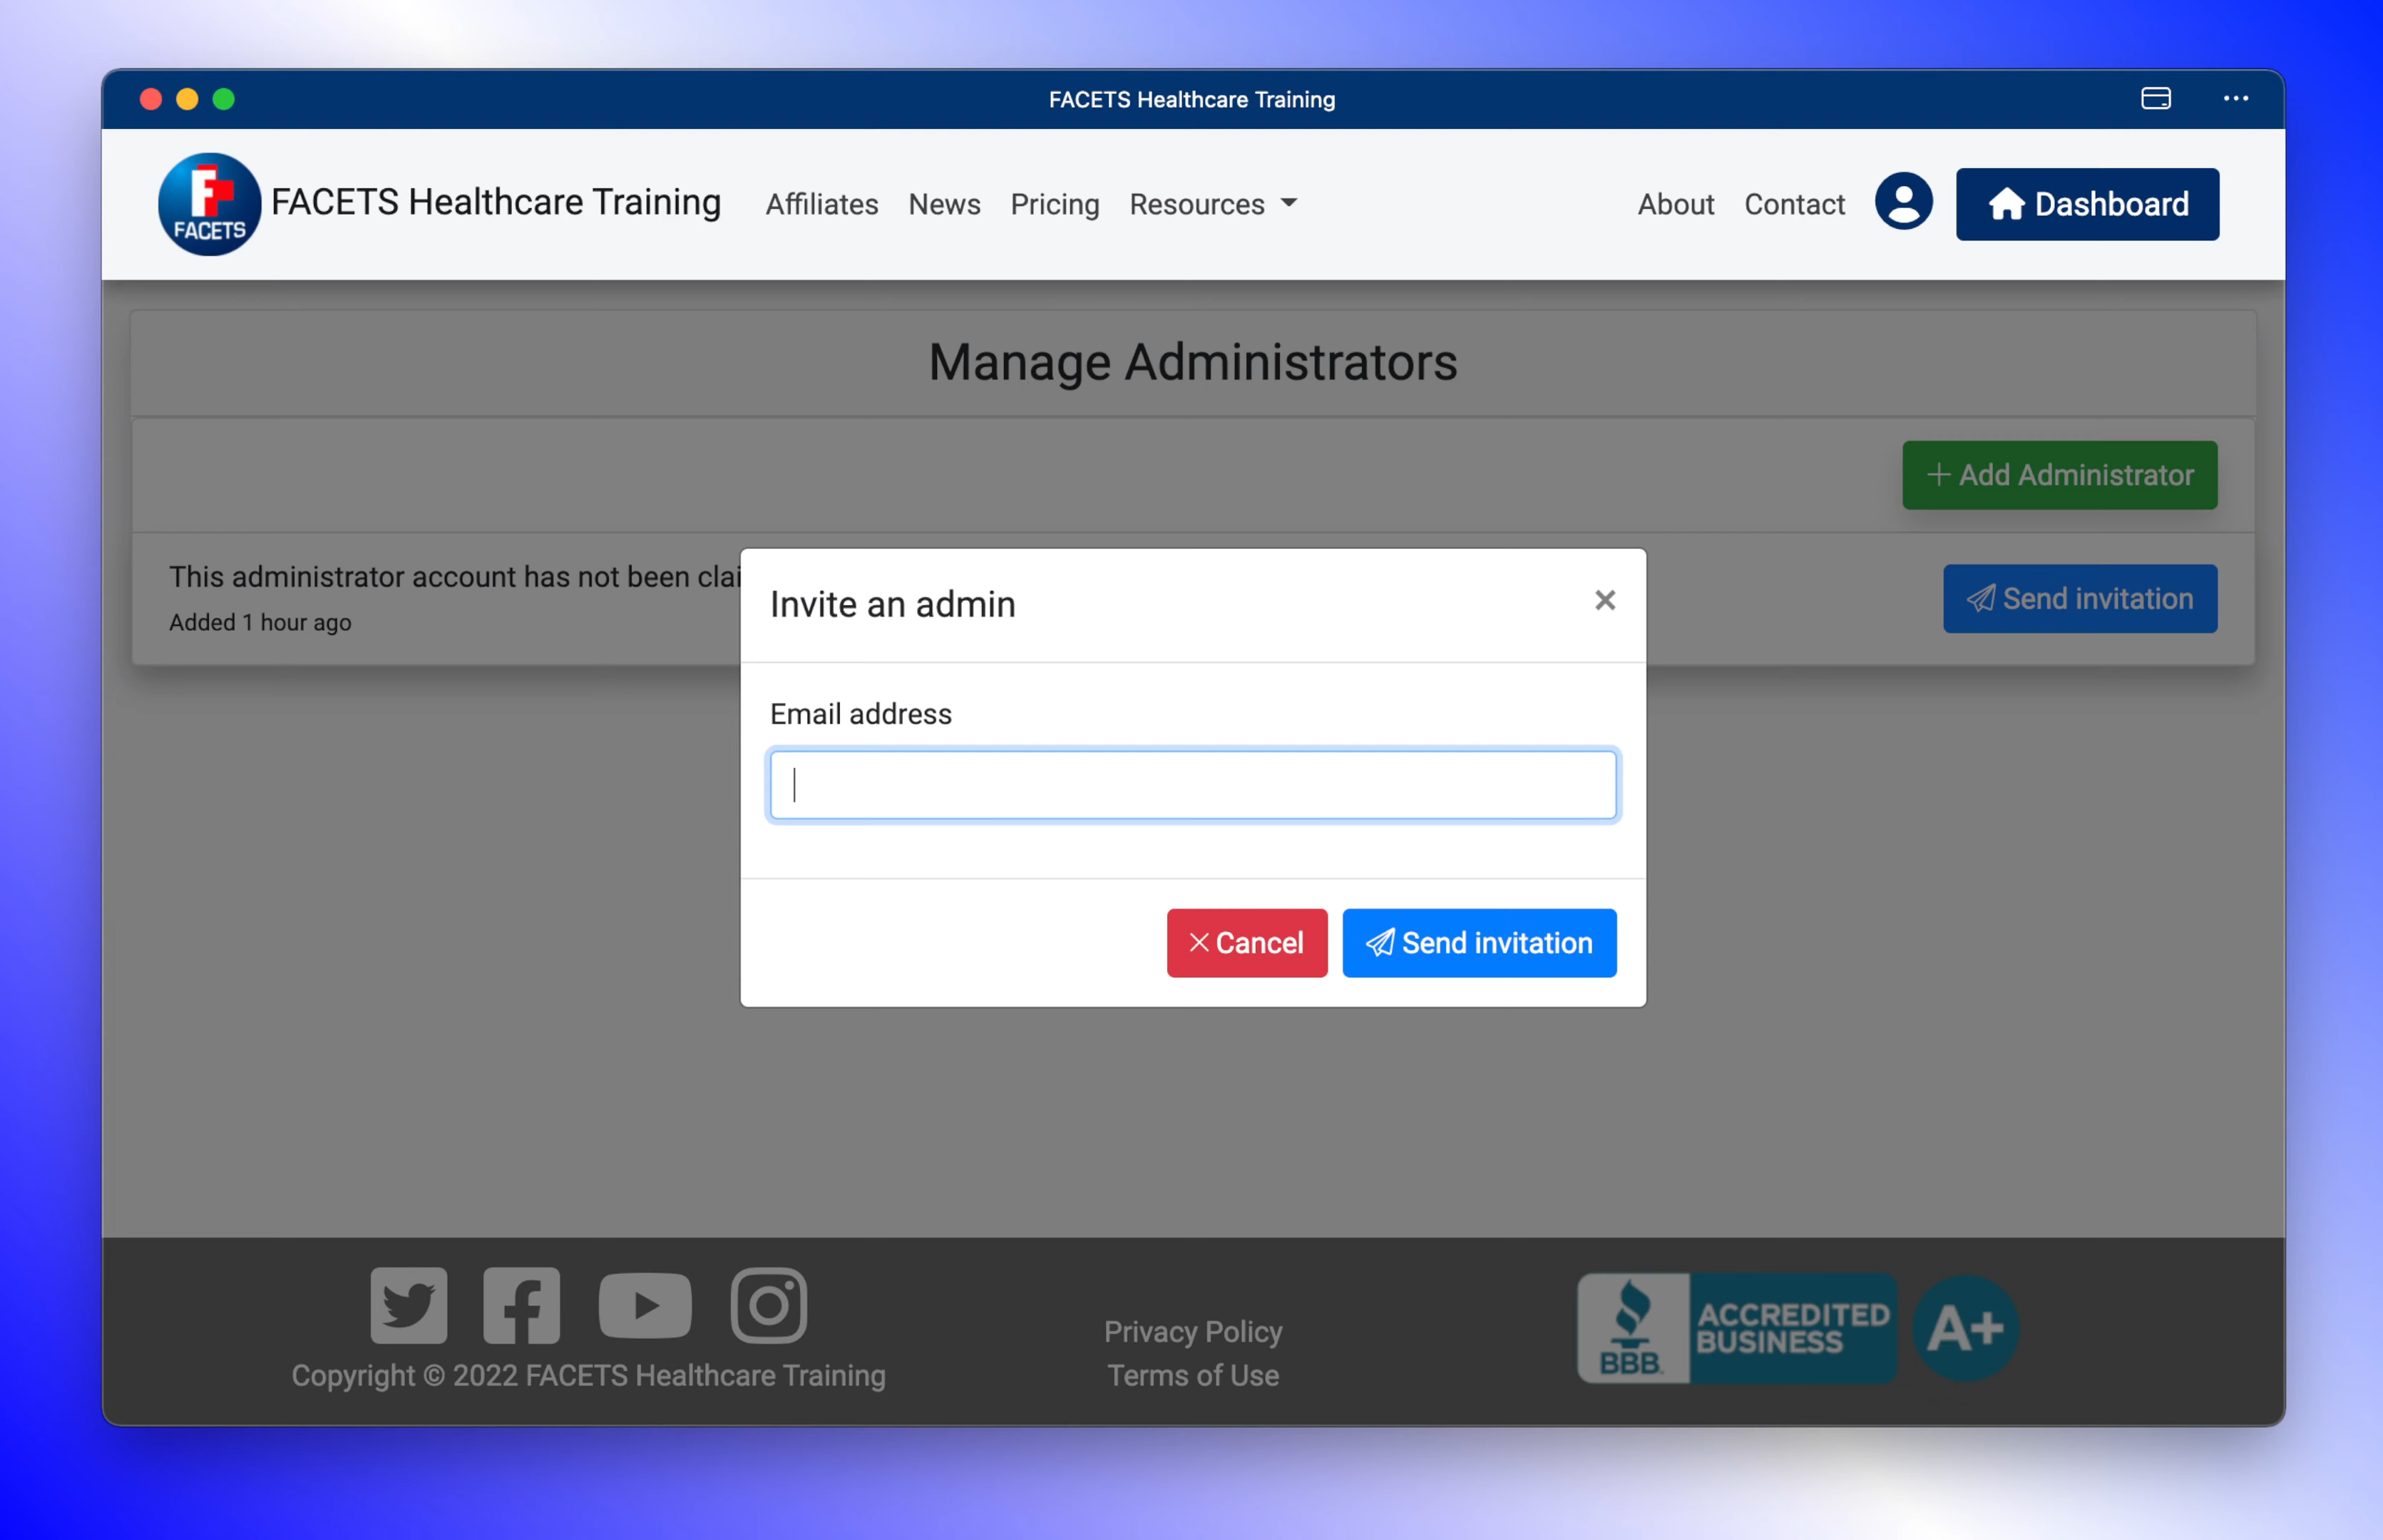 FACETS Healthcare Training
FACETS
FACETS Healthcare Training
Affiliates
News
Pricing
Resources
About
Contact
Dashboard
Manage Administrators
+ Add Administrator
This administrator account has not been clai
Added 1 hour ago
Send invitation
Invite an admin
×
Email address
× Cancel
Send invitation
Copyright © 2022 FACETS Healthcare Training
Privacy Policy
Terms of Use
BBB
ACCREDITED
BUSINESS
A+